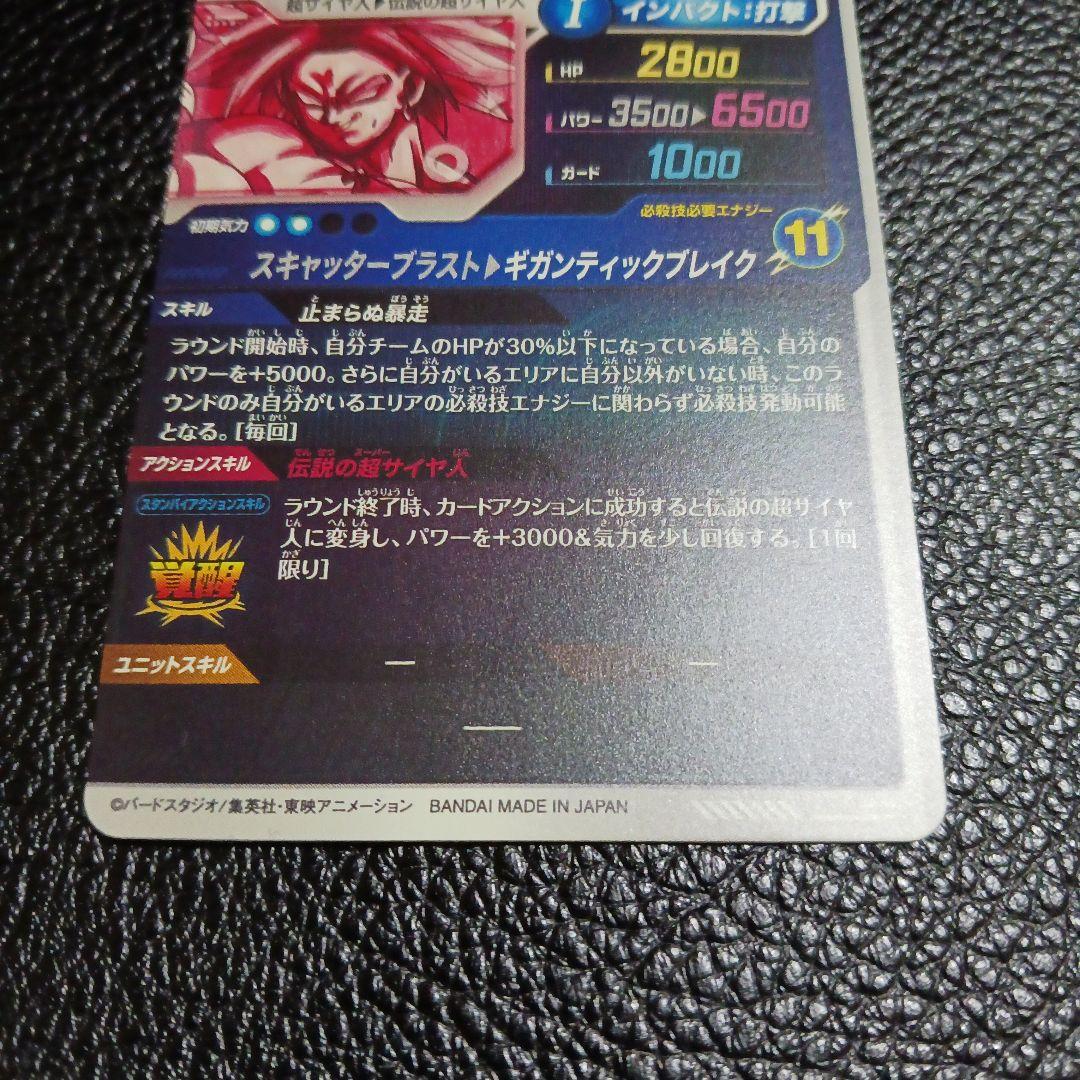 超サイヤ人▶伝説の超サイヤ人
I インパクト:打撃
HP 2800
パワー 3500▶6500
ガード 1000
初期気力
必殺技必要エナジー
11
スキャッターブラスト▶ギガンティックブレイク
スキル 止まらぬ暴走
ラウンド開始時、自分チームのHPが30%以下になっている場合、自分の
パワーを+5000。さらに自分がいるエリアに自分以外がいない時、このラ
ウンドのみ自分がいるエリアの必殺技エナジーに関わらず必殺技発動可能
となる。[毎回]
アクションスキル 伝説の超サイヤ人
スタンバイアクションスキル
覚醒
ラウンド終了時、カードアクションに成功すると伝説の超サイヤ
人に変身し、パワーを+3000&気力を少し回復する。[1回
限り]
ユニットスキル — —
—
©バードスタジオ/集英社・東映アニメーション BANDAI MADE IN JAPAN